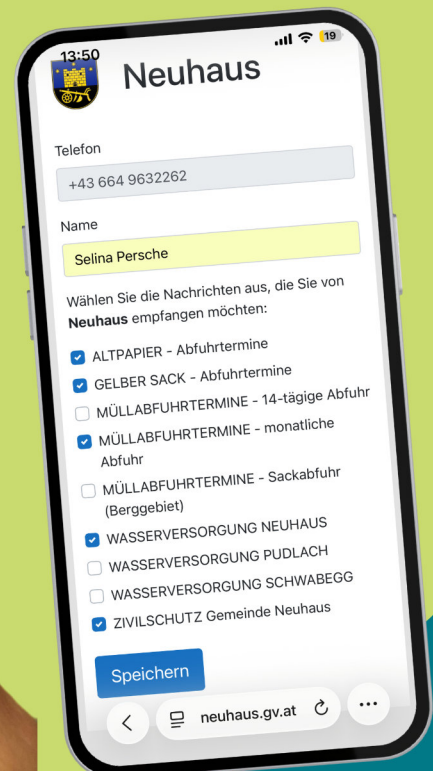 13:50
19
Neuhaus
Telefon
+43 664 9632262
Name
Selina Persche
Wählen Sie die Nachrichten aus, die Sie von
Neuhaus empfangen möchten:
ALTPAPIER - Abfuhrtermine
GELBER SACK - Abfuhrtermine
MÜLLABFUHRTERMINE - 14-tägige Abfuhr
MÜLLABFUHRTERMINE - monatliche
Abfuhr
MÜLLABFUHRTERMINE - Sackabfuhr
(Berggebiet)
WASSERVERSORGUNG NEUHAUS
WASSERVERSORGUNG PUDLACH
WASSERVERSORGUNG SCHWABEGG
ZIVILSCHUTZ Gemeinde Neuhaus
Speichern
neuhaus.gv.at